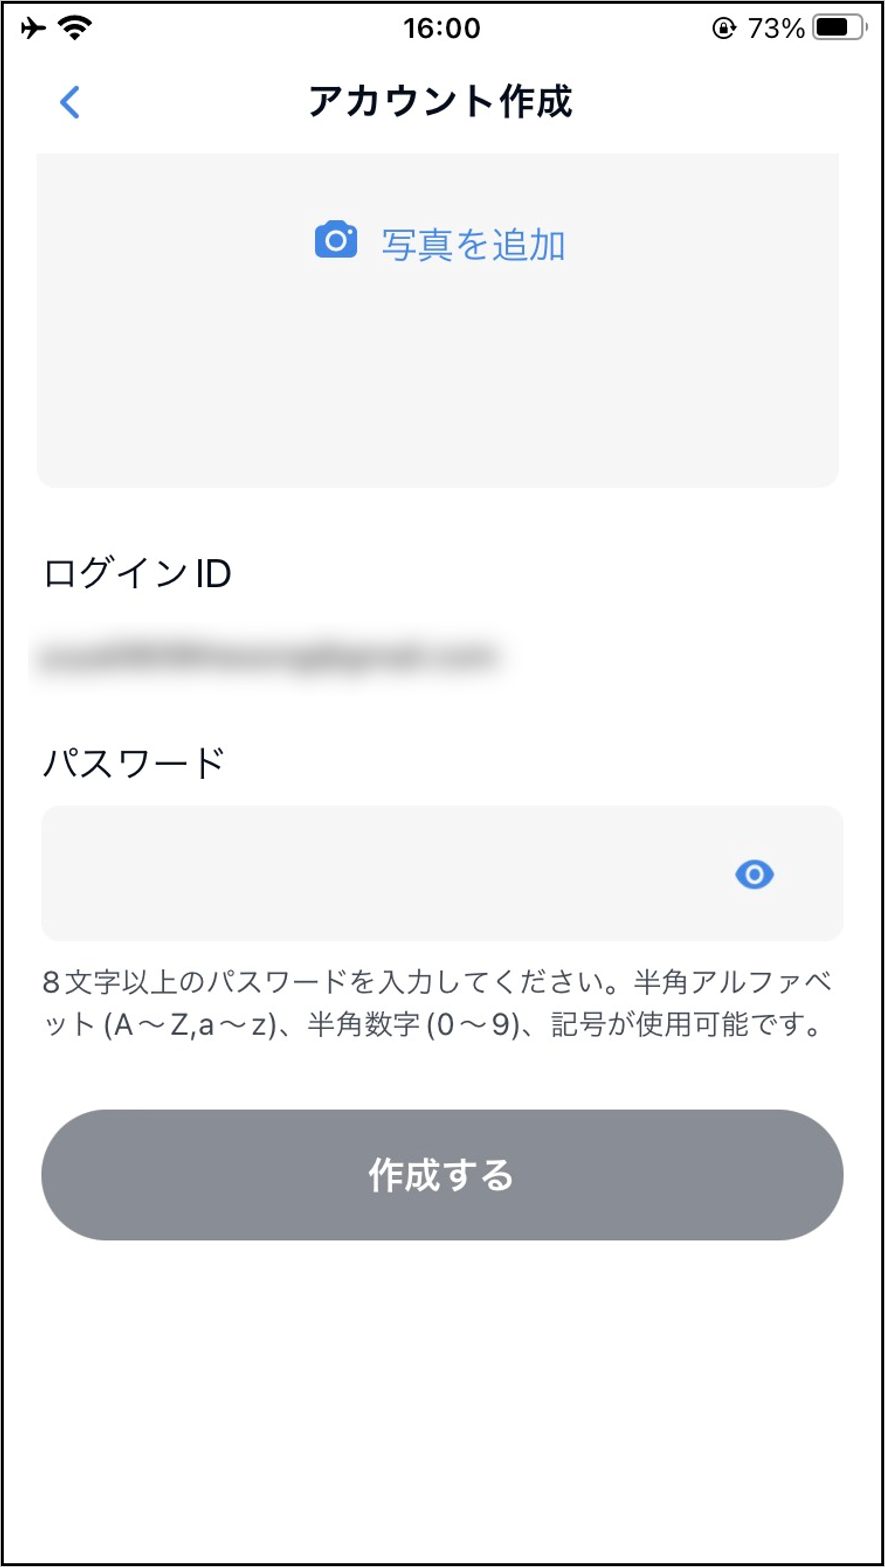 16:00
73%
アカウント作成
写真を追加
ログインID
パスワード
8文字以上のパスワードを入力してください。半角アルファベ
ット(A〜Z,a〜z)、半角数字(0〜9)、記号が使用可能です。
作成する